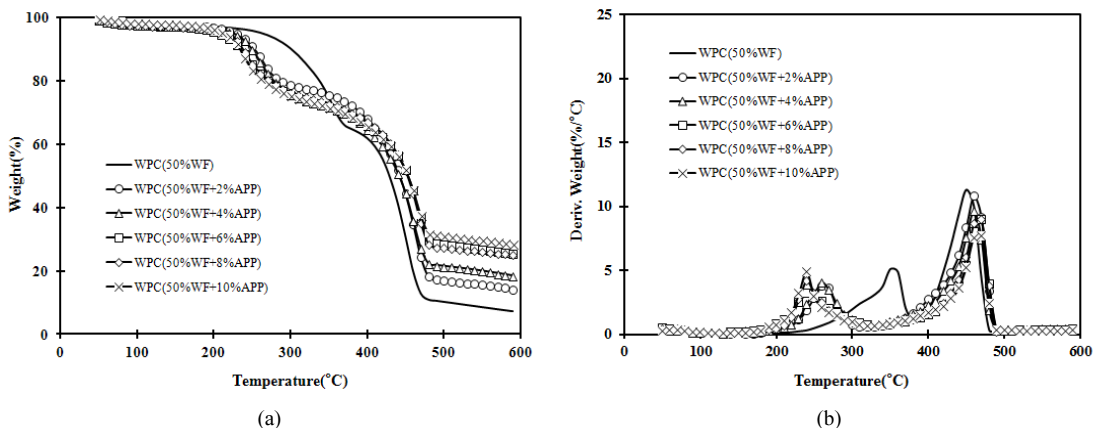 100
80
60
40
20
0
Weight(%)
WPC(50%WF)
WPC(50%WF+2%APP)
WPC(50%WF+4%APP)
WPC(50%WF+6%APP)
WPC(50%WF+8%APP)
WPC(50%WF+10%APP)
0 100 200 300 400 500 600
Temperature(°C)
(a)
25
20
15
10
5
0
Deriv. Weight(%/°C)
WPC(50%WF)
WPC(50%WF+2%APP)
WPC(50%WF+4%APP)
WPC(50%WF+6%APP)
WPC(50%WF+8%APP)
WPC(50%WF+10%APP)
0 100 200 300 400 500 600
Temperature(°C)
(b)